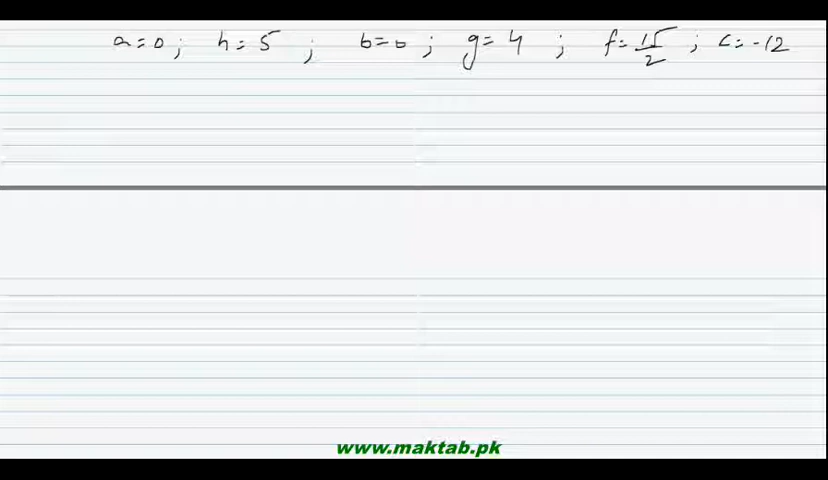 a = 0 ; h = 5 ; b = 0 ; g = 4 ; f = 15/2 ; c = -12
www.maktab.pk